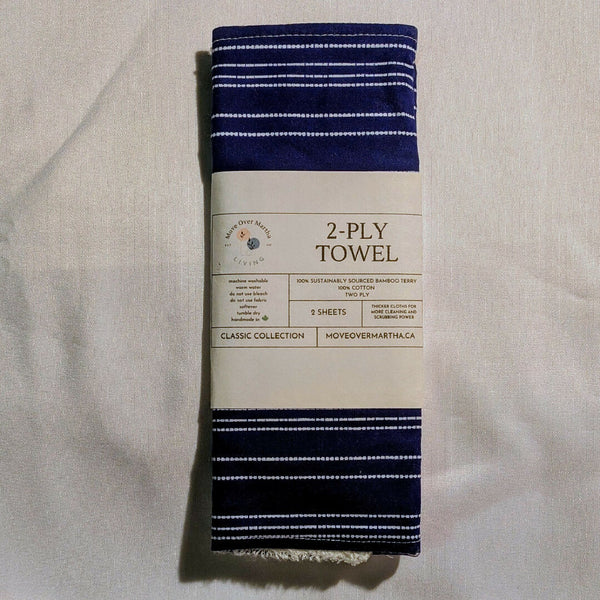 Move Over Martha
LIVING
2-PLY
TOWEL
machine washable
warm water
do not use bleach
do not use fabric
softener
tumble dry
handmade in
100% SUSTAINABLY SOURCED BAMBOO TERRY
100% COTTON
TWO PLY
2 SHEETS
THICKER CLOTHS FOR
MORE CLEANING AND
SCRUBBING POWER
CLASSIC COLLECTION
MOVEOVERMARTHA.CA